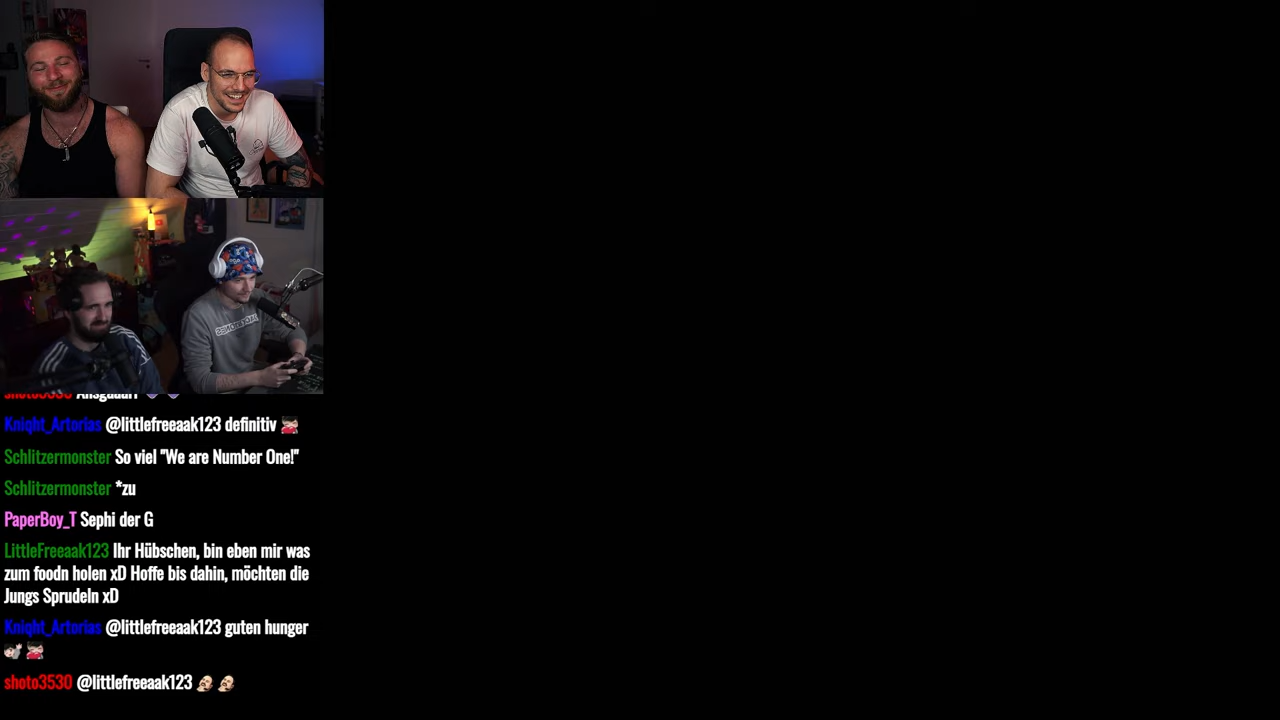 shoto3530 Ansgadarf
Knight_Artorias @littlefreeaak123 definitiv
Schlitzermonster So viel "We are Number One!"
Schlitzermonster *zu
PaperBoy_T Sephi der G
LittleFreeaak123 Ihr Hübschen, bin eben mir was
zum foodn holen xD Hoffe bis dahin, möchten die
Jungs Sprudeln xD
Knight_Artorias @littlefreeaak123 guten hunger
shoto3530 @littlefreeaak123